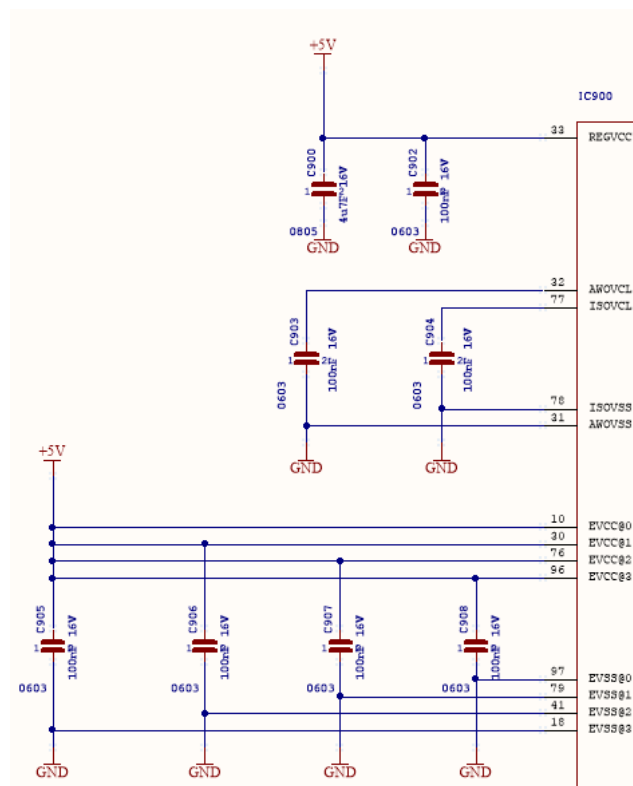 +5V
IC900
33 REGVCC
C900 16V 4u7F
1
0805
GND
C902 16V 100nF
1
0603
GND
32 AWOVCL
77 ISOVCL
C903 16V 100nF
1 2
0603
GND
C904 16V 100nF
1 2
0603
GND
78 ISOVSS
31 AWOVSS
+5V
10 EVCC@0
30 EVCC@1
76 EVCC@2
96 EVCC@3
C905 16V 100nF
1
0603
GND
C906 16V 100nF
1
0603
GND
C907 16V 100nF
1
0603
GND
C908 16V 100nF
1
0603
GND
97 EVSS@0
79 EVSS@1
41 EVSS@2
18 EVSS@3